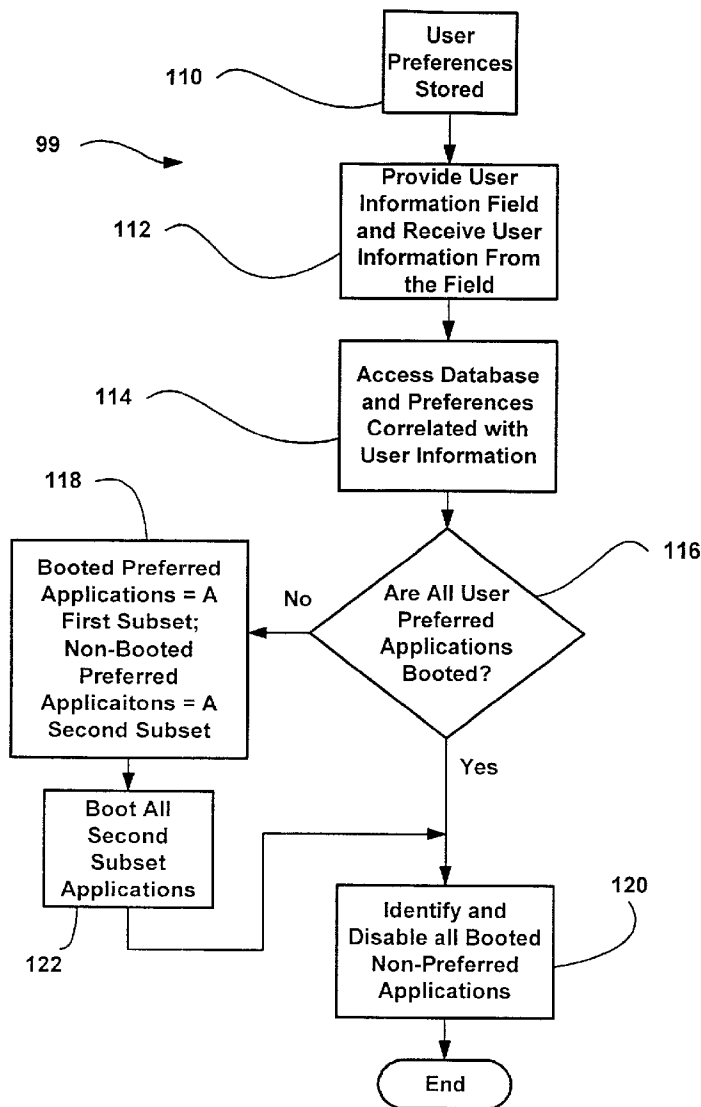 User
Preferences
Stored
110
99
Provide User
Information Field
and Receive User
Information From
the Field
112
Access Database
and Preferences
Correlated with
User Information
114
118
116
Are All User
Preferred
Applications
Booted?
No
Booted Preferred
Applications = A
First Subset;
Non-Booted
Preferred
Applicaitons = A
Second Subset
Yes
Boot All
Second
Subset
Applications
122
120
Identify and
Disable all Booted
Non-Preferred
Applications
End